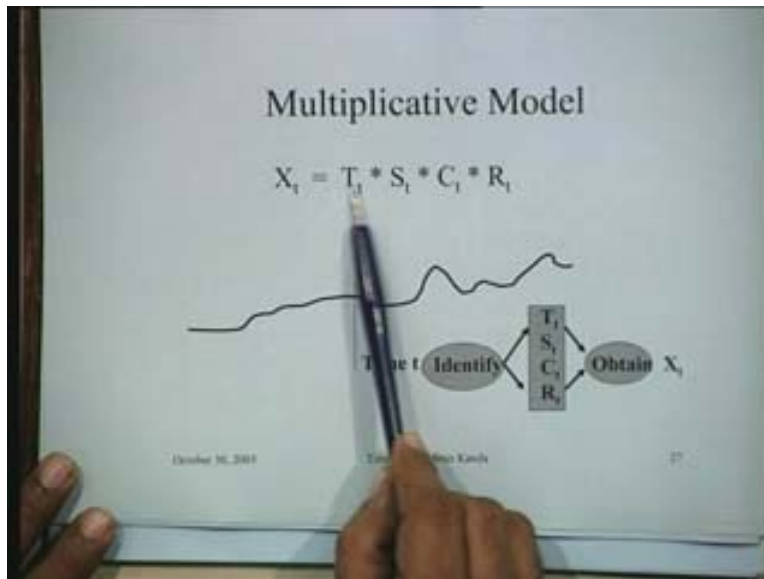 Multiplicative Model
Xₜ = Tₜ * Sₜ * Cₜ * Rₜ
Tₜ
Sₜ
Cₜ
Rₜ
t Identify Obtain Xₜ
October 30, 2003 27